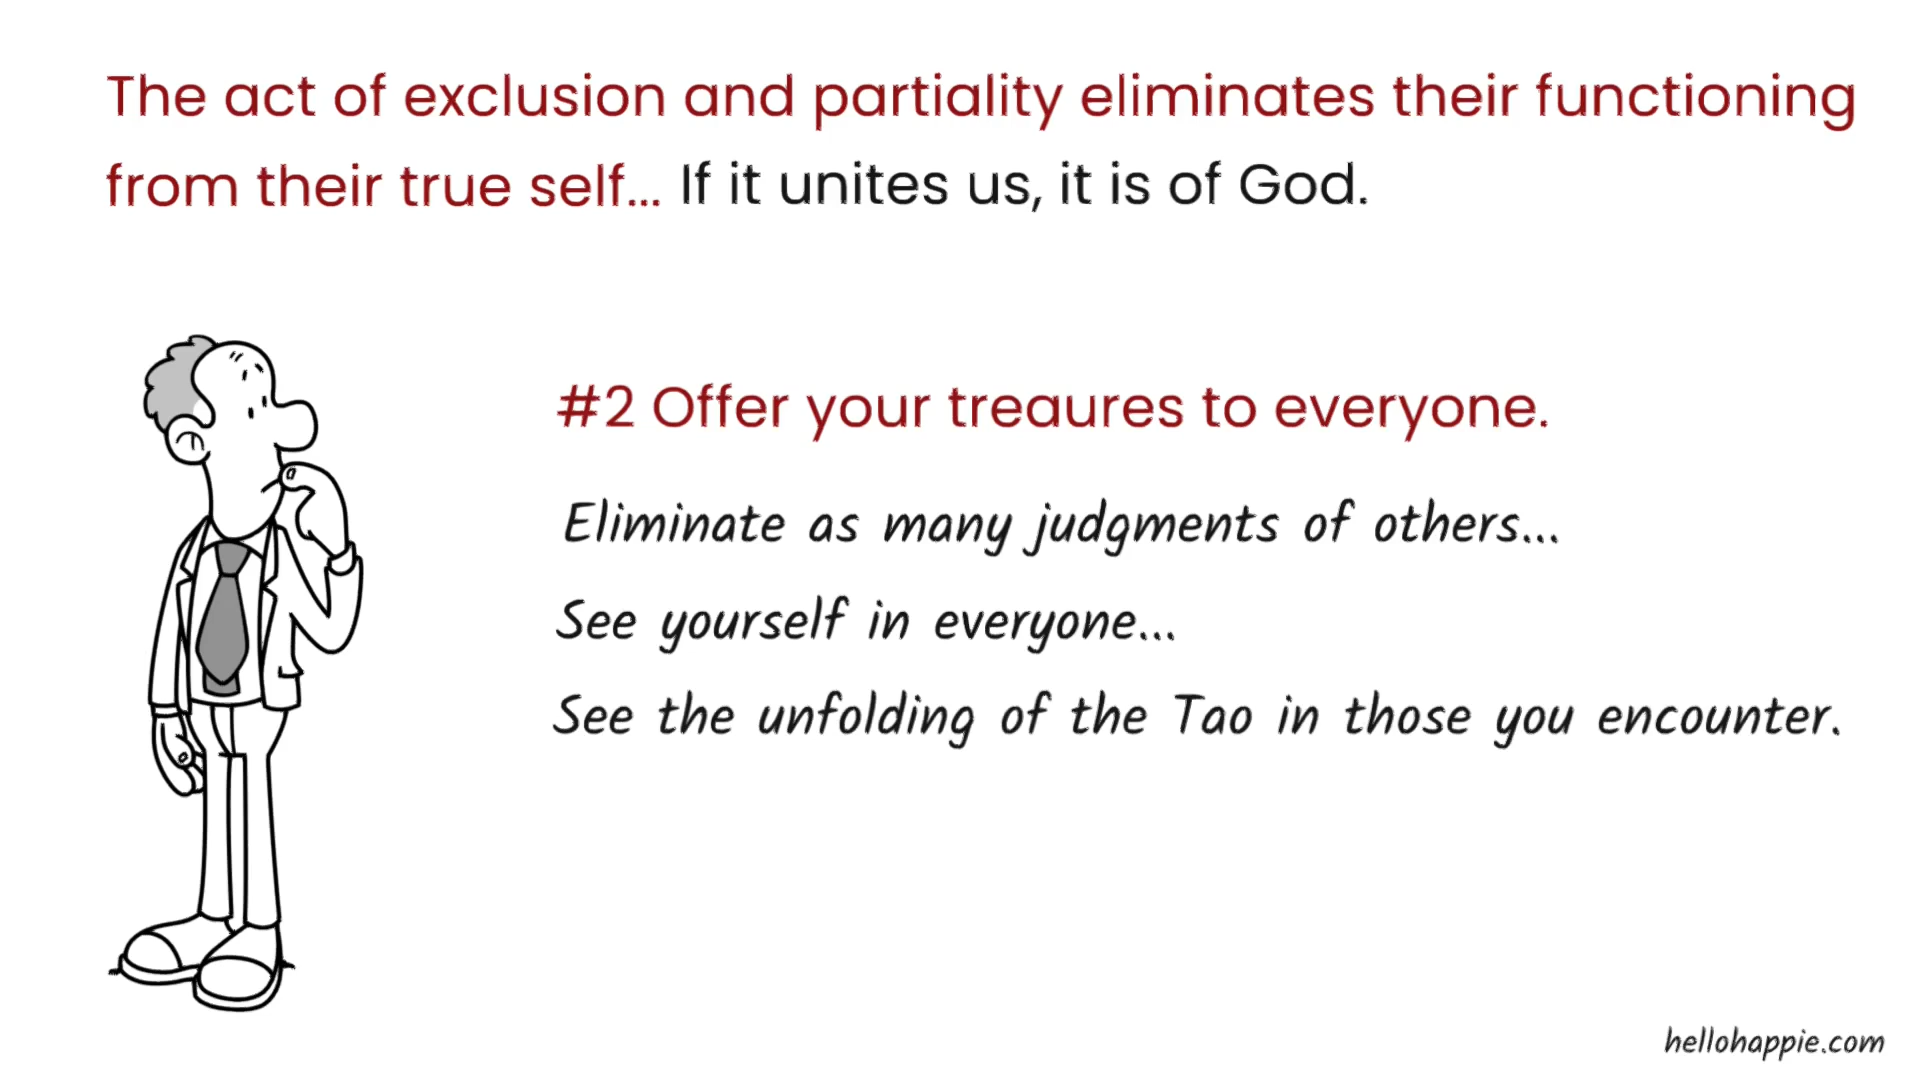 The act of exclusion and partiality eliminates their functioning
from their true self... If it unites us, it is of God.
#2 Offer your treaures to everyone.
Eliminate as many judgments of others...
See yourself in everyone...
See the unfolding of the Tao in those you encounter.
hellohappie.com